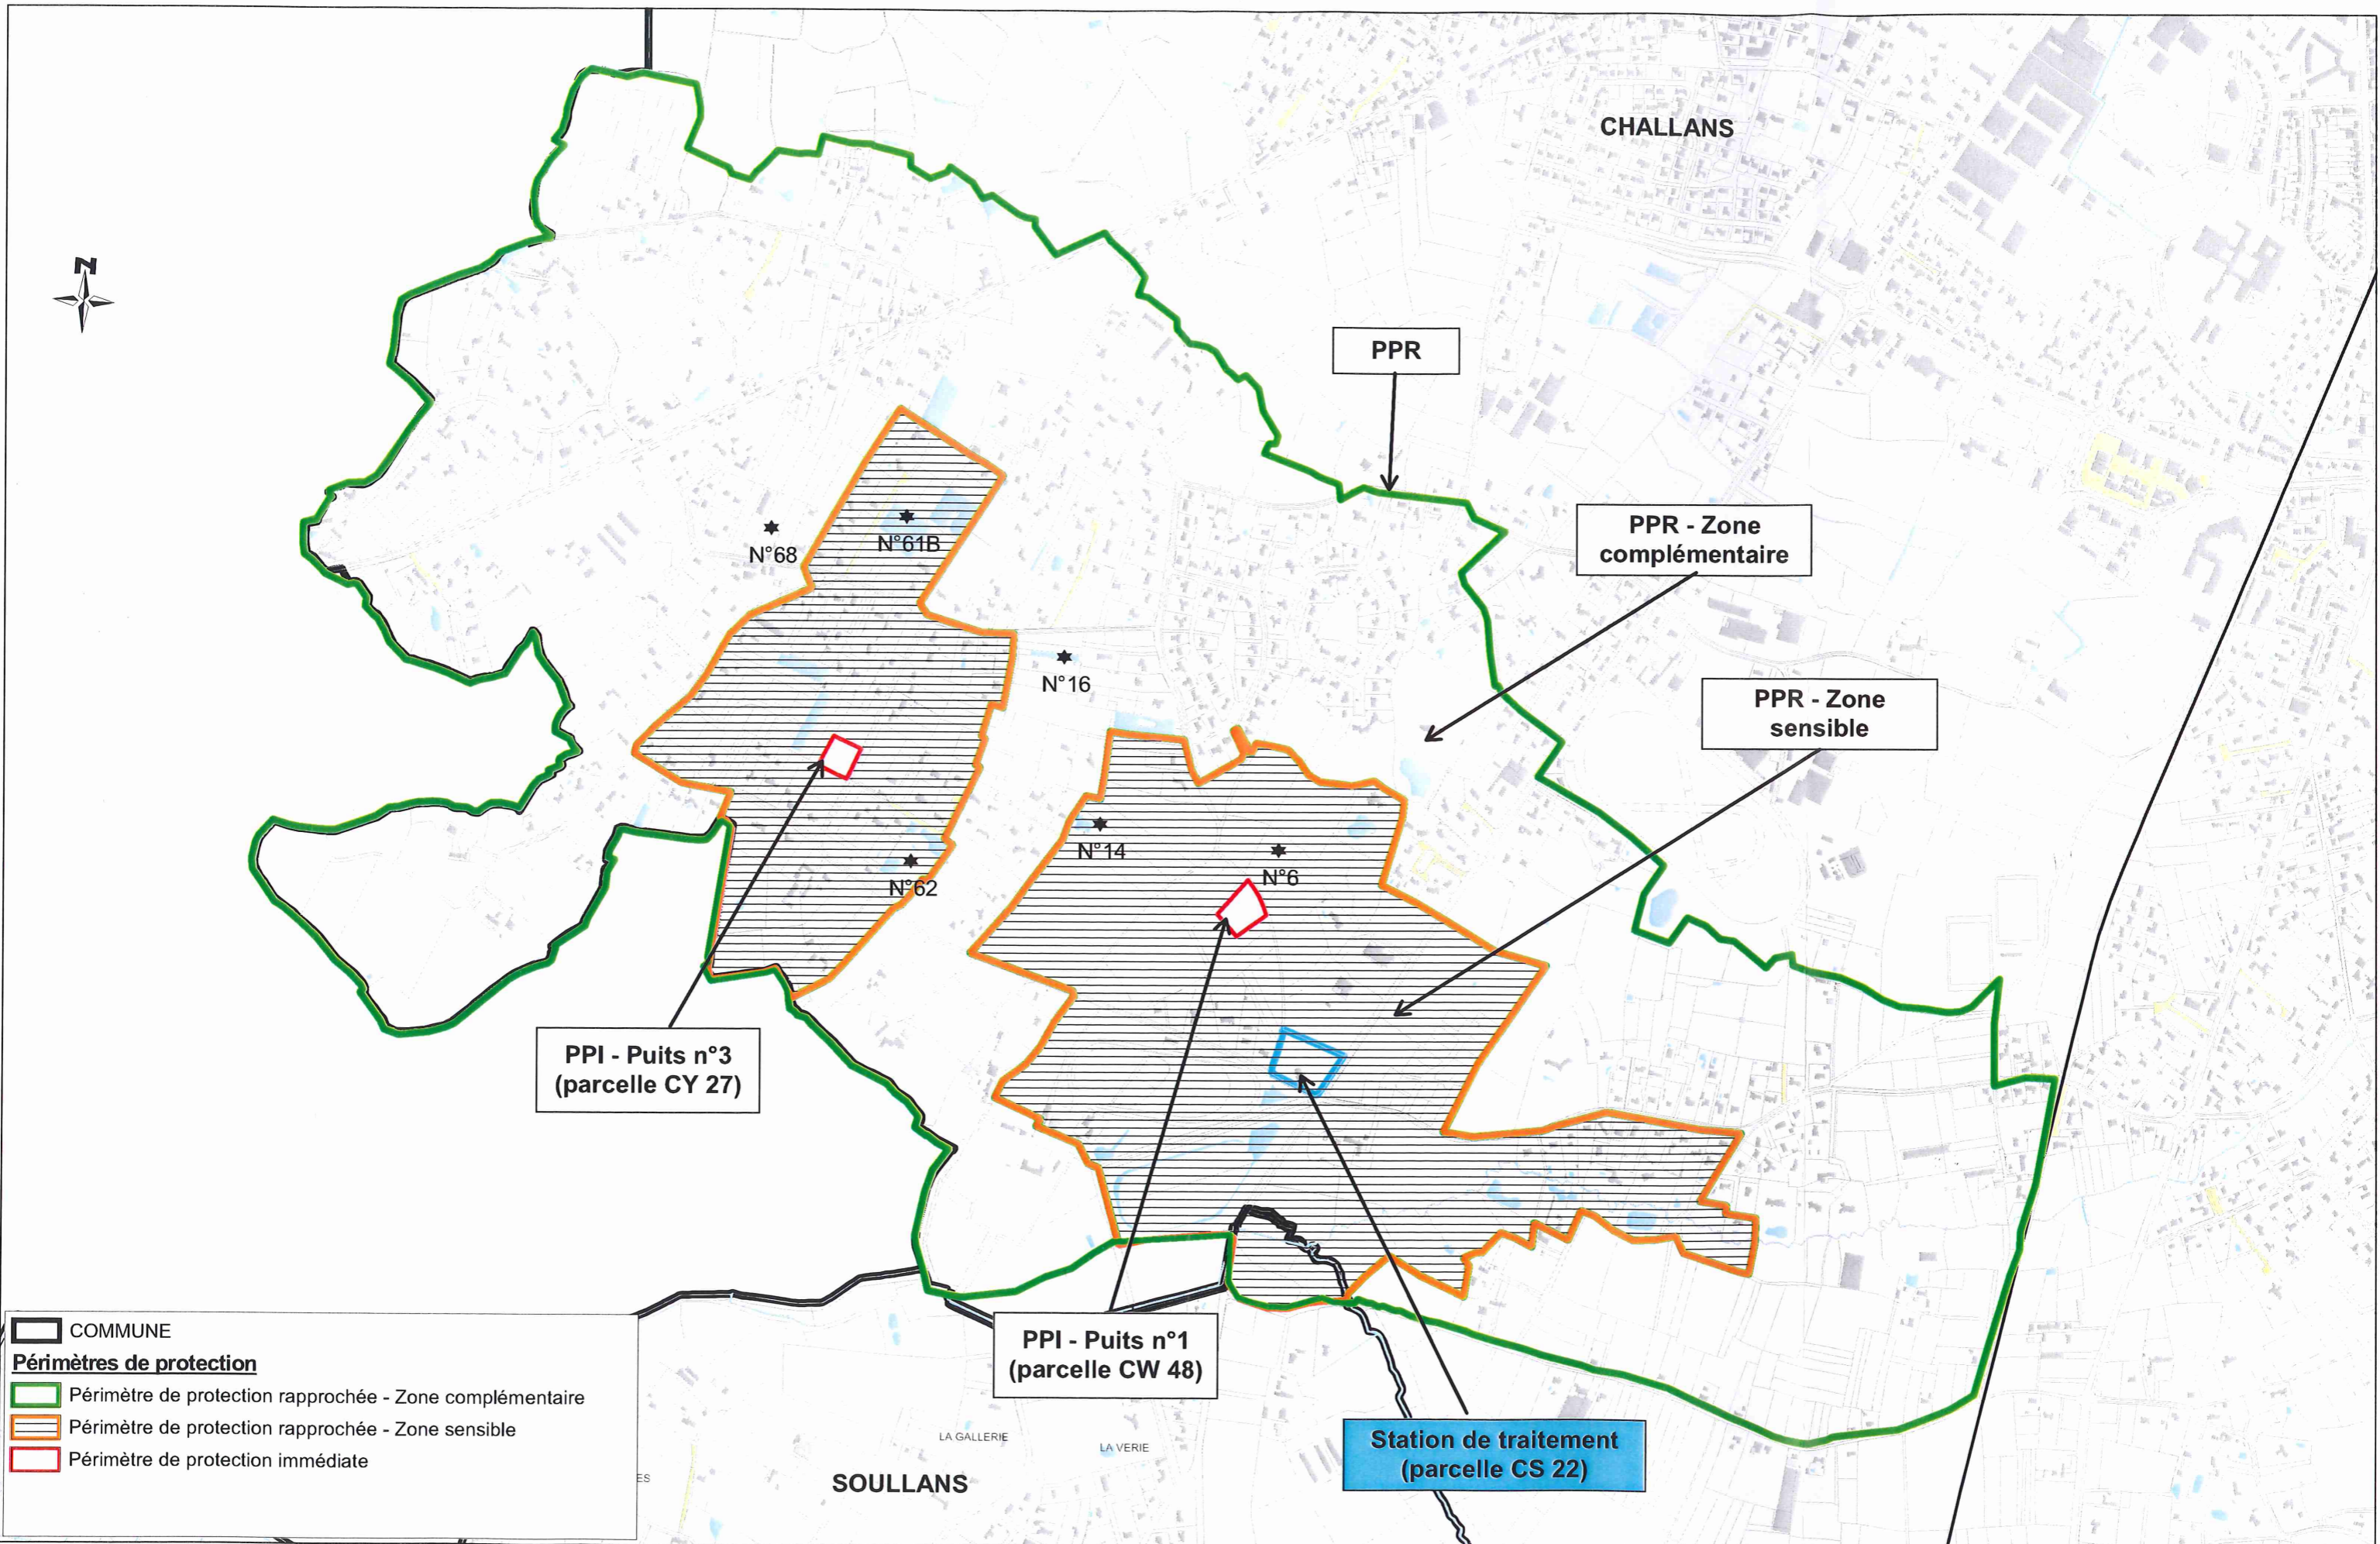 CHALLANS
N
PPR
PPR - Zone
complémentaire
N°68
N°61B
N°16
PPR - Zone
sensible
N°14
N°6
N°62
PPI - Puits n°3
(parcelle CY 27)
PPI - Puits n°1
(parcelle CW 48)
Station de traitement
(parcelle CS 22)
LA GALLERIE
LA VERIE
ES
SOULLANS
COMMUNE
Périmètres de protection
Périmètre de protection rapprochée - Zone complémentaire
Périmètre de protection rapprochée - Zone sensible
Périmètre de protection immédiate